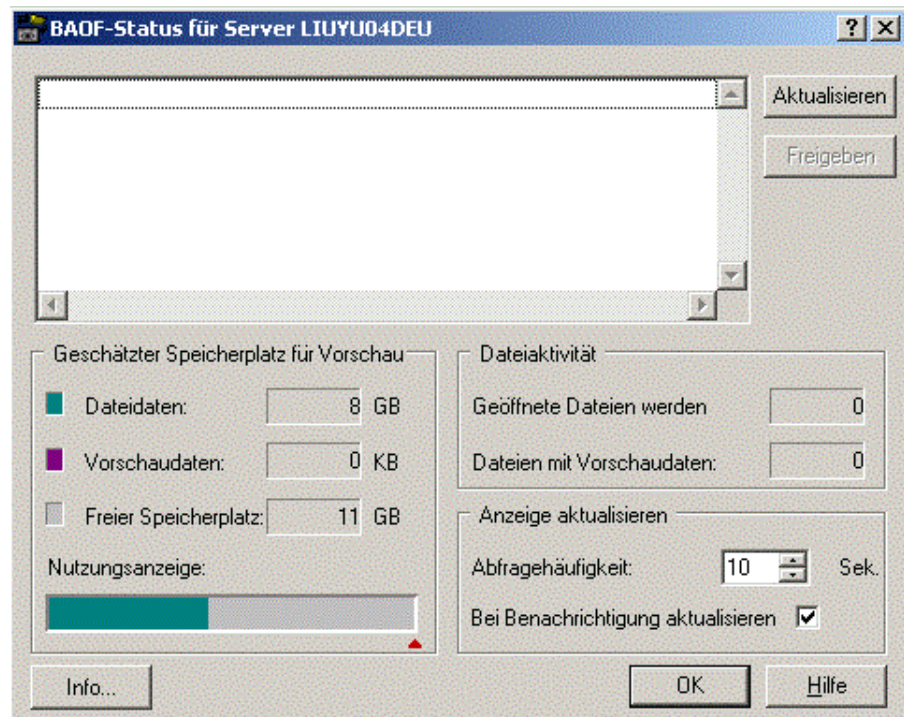 BAOF-Status für Server LIUYU04DEU
Aktualisieren
Freigeben
Geschätzter Speicherplatz für Vorschau
Dateidaten: 8 GB
Vorschaudaten: 0 KB
Freier Speicherplatz: 11 GB
Nutzungsanzeige:
Dateiaktivität
Geöffnete Dateien werden 0
Dateien mit Vorschaudaten: 0
Anzeige aktualisieren
Abfragehäufigkeit: 10 Sek.
Bei Benachrichtigung aktualisieren
Info...
OK
Hilfe